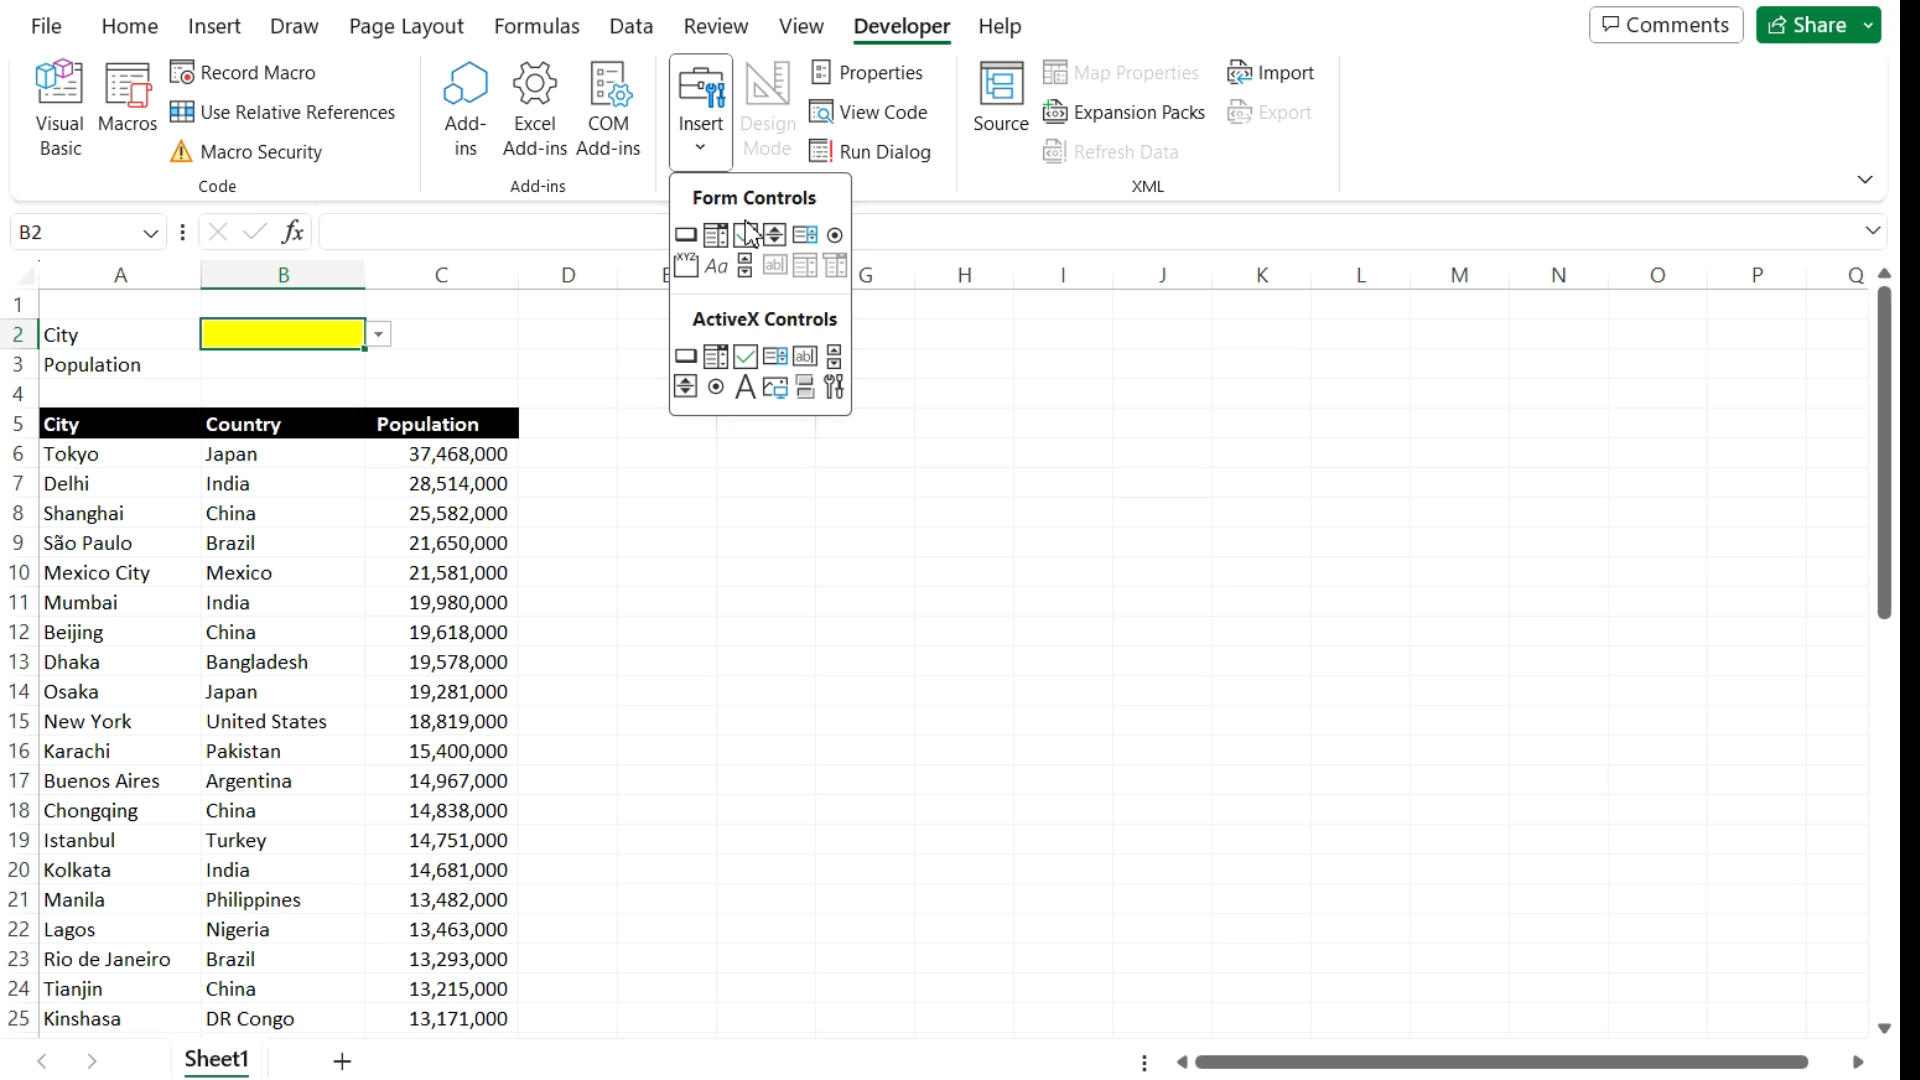 File Home Insert Draw Page Layout Formulas Data Review View Developer Help Comments Share
Record Macro Properties Map Properties Import
Use Relative References View Code Expansion Packs Export
Visual Basic Macros Add-ins Excel Add-ins COM Add-ins Insert Design Mode Source
Macro Security Run Dialog Refresh Data
Code Add-ins XML
Form Controls
B2 fx
XYZ Aa ab|
A B C D E G H I J K L M N O P Q
1
ActiveX Controls
2 City
ab|
3 Population
4 A
5 City Country Population
6 Tokyo Japan 37,468,000
7 Delhi India 28,514,000
8 Shanghai China 25,582,000
9 São Paulo Brazil 21,650,000
10 Mexico City Mexico 21,581,000
11 Mumbai India 19,980,000
12 Beijing China 19,618,000
13 Dhaka Bangladesh 19,578,000
14 Osaka Japan 19,281,000
15 New York United States 18,819,000
16 Karachi Pakistan 15,400,000
17 Buenos Aires Argentina 14,967,000
18 Chongqing China 14,838,000
19 Istanbul Turkey 14,751,000
20 Kolkata India 14,681,000
21 Manila Philippines 13,482,000
22 Lagos Nigeria 13,463,000
23 Rio de Janeiro Brazil 13,293,000
24 Tianjin China 13,215,000
25 Kinshasa DR Congo 13,171,000
Sheet1